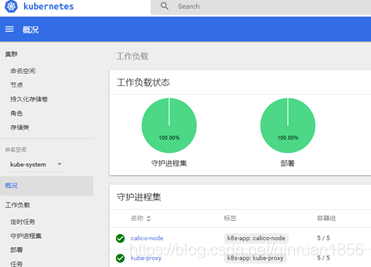 kubernetes
Search
概况
集群
命名空间
节点
持久化存储卷
角色
存储类
命名空间
kube-system
概况
工作负载
定时任务
守护进程集
部署
任务
工作负载
工作负载状态
100.00%
100.00%
守护进程集
部署
守护进程集
名称
标签
容器组
calico-node
k8s-app: calico-node
5 / 5
kube-proxy
k8s-app: kube-proxy
5 / 5
https://blog.csdn.net/qinruan1856